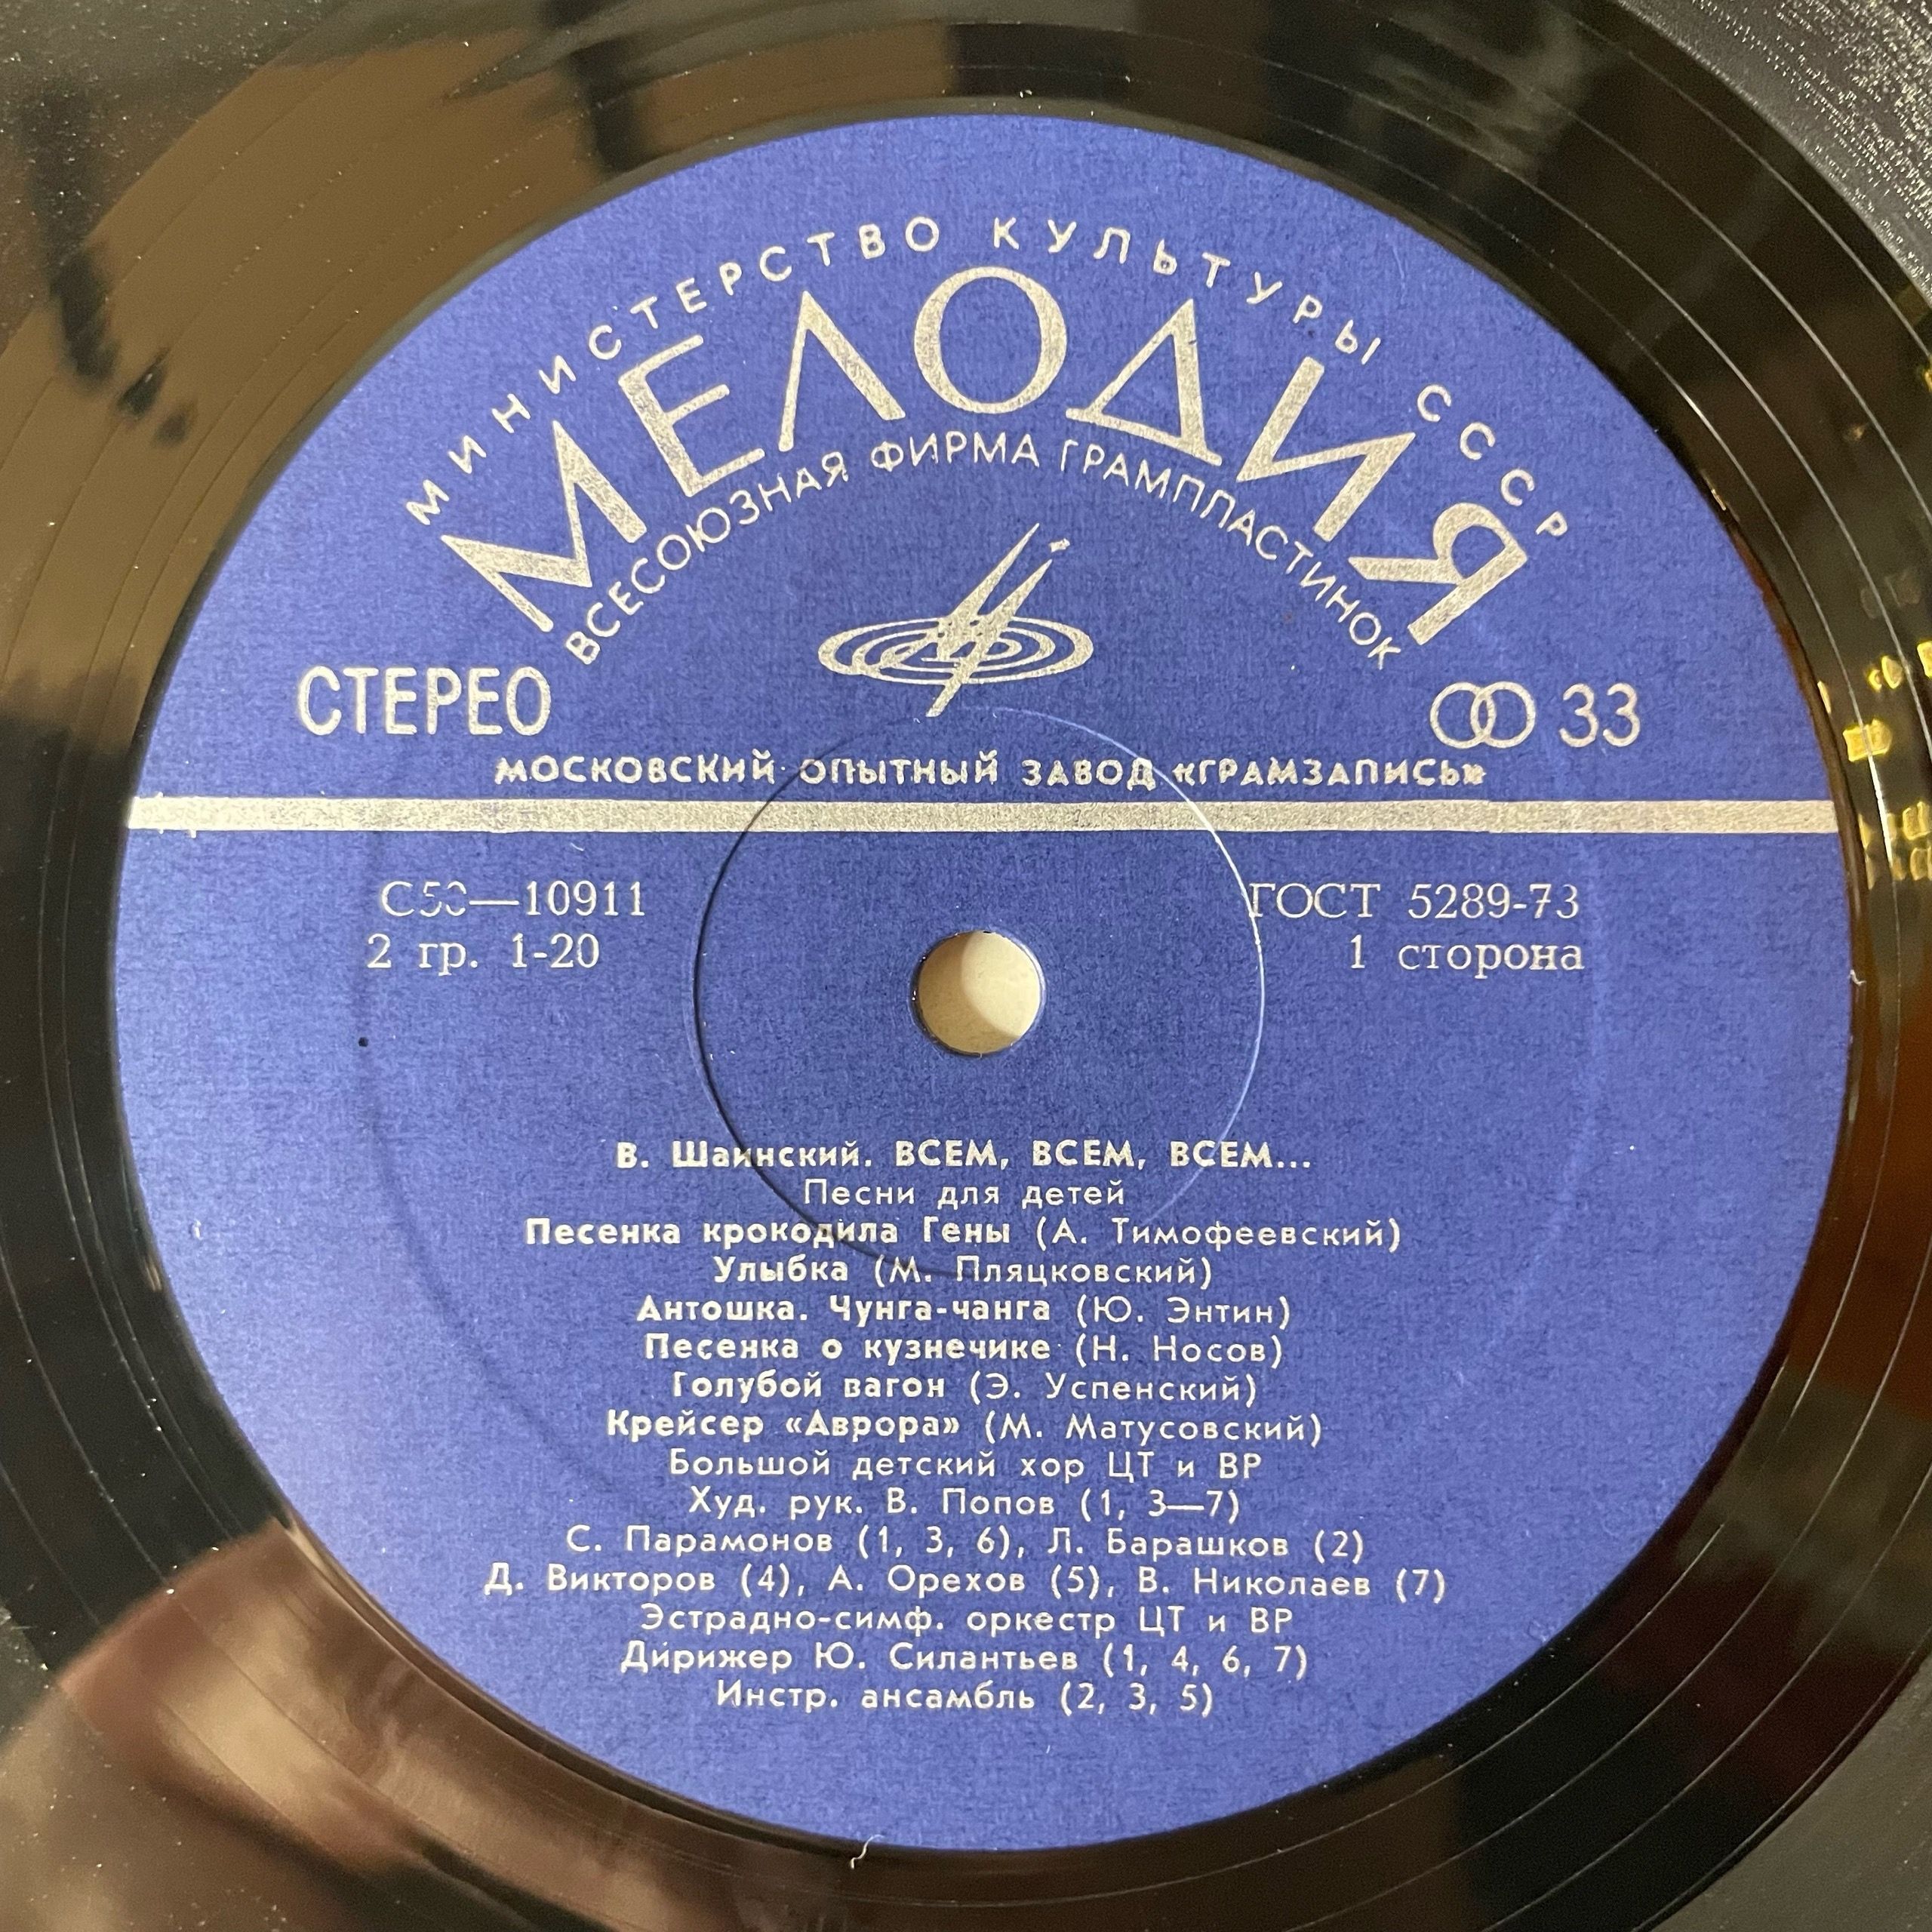 МИНИСТЕРСТВО КУЛЬТУРЫ СССР
МЕЛОДИЯ
ВСЕСОЮЗНАЯ ФИРМА ГРАМПЛАСТИНОК
СТЕРЕО
33
МОСКОВСКИЙ ОПЫТНЫЙ ЗАВОД «ГРАМЗАПИСЬ»
С50—10911
ГОСТ 5289-73
2 гр. 1-20
1 сторона
В. Шаинский. ВСЕМ, ВСЕМ, ВСЕМ...
Песни для детей
Песенка крокодила Гены (А. Тимофеевский)
Улыбка (М. Пляцковский)
Антошка. Чунга-чанга (Ю. Энтин)
Песенка о кузнечике (Н. Носов)
Голубой вагон (Э. Успенский)
Крейсер «Аврора» (М. Матусовский)
Большой детский хор ЦТ и ВР
Худ. рук. В. Попов (1, 3—7)
С. Парамонов (1, 3, 6), Л. Барашков (2)
Д. Викторов (4), А. Орехов (5), В. Николаев (7)
Эстрадно-симф. оркестр ЦТ и ВР
Дирижер Ю. Силантьев (1, 4, 6, 7)
Инстр. ансамбль (2, 3, 5)